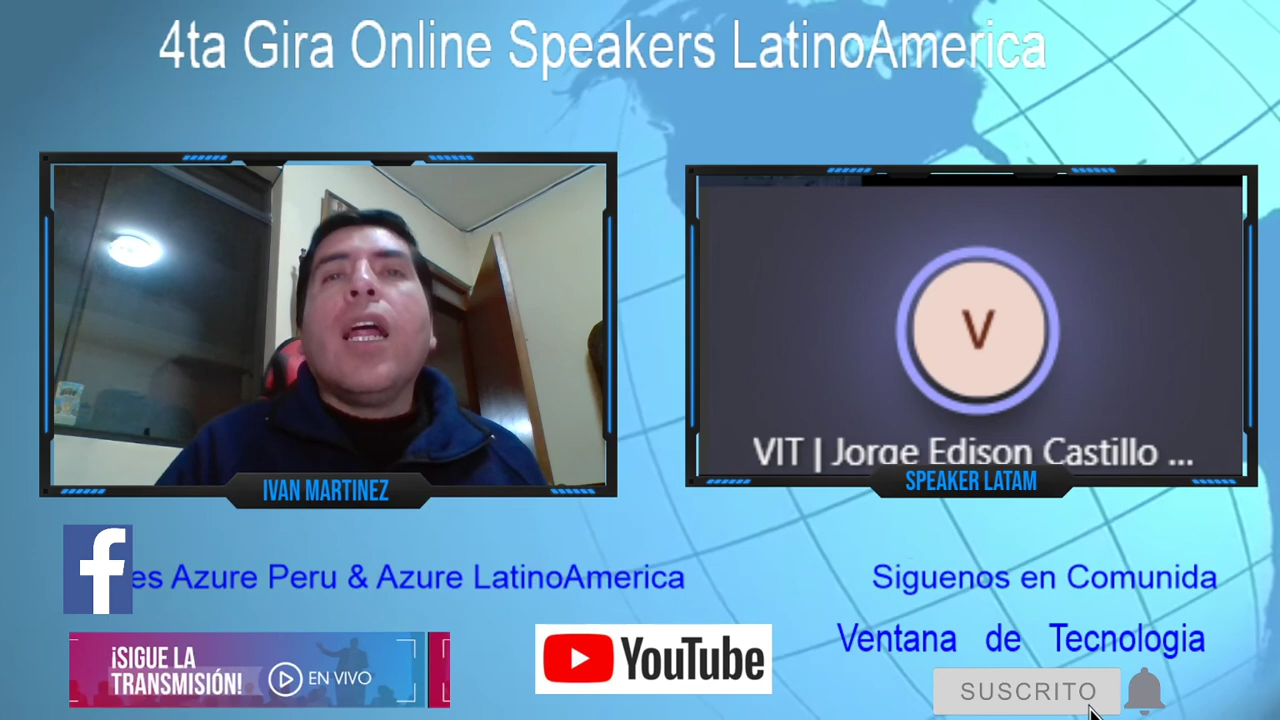 4ta Gira Online Speakers LatinoAmerica
V
VIT | Jorge Edison Castillo ...
IVAN MARTINEZ
SPEAKER LATAM
f
es Azure Peru & Azure LatinoAmerica
Siguenos en Comunida
¡SIGUE LA
TRANSMISIÓN!
EN VIVO
YouTube
Ventana de Tecnologia
SUSCRITO